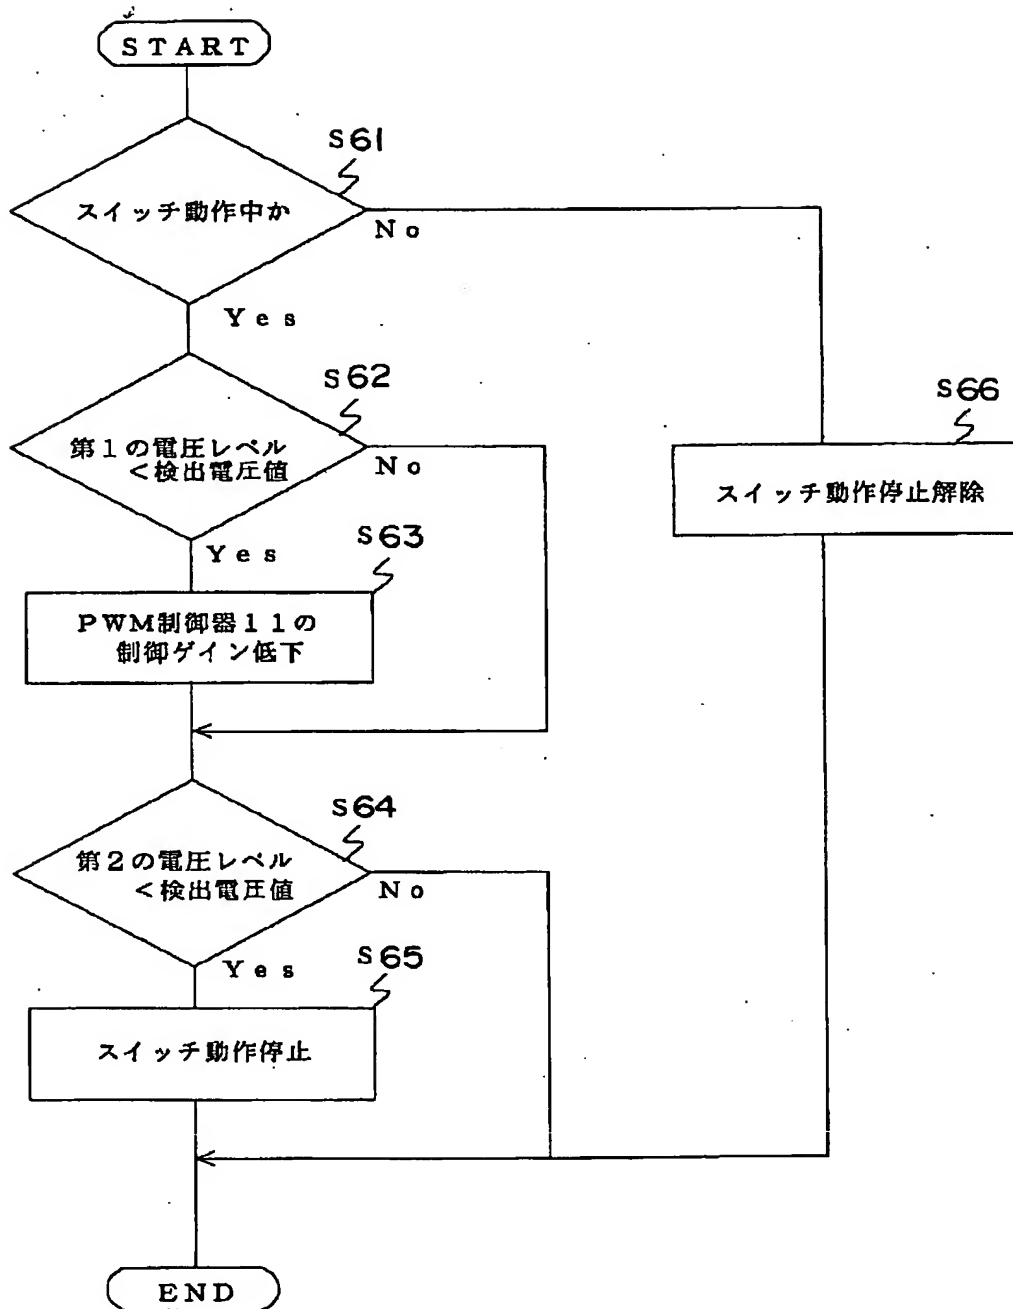 START
S61
スイッチ動作中か
No
Yes
S62
第1の電圧レベル
<検出電圧値
No
Yes
S66
スイッチ動作停止解除
S63
PWM制御器11の
制御ゲイン低下
S64
第2の電圧レベル
<検出電圧値
No
Yes
S65
スイッチ動作停止
END